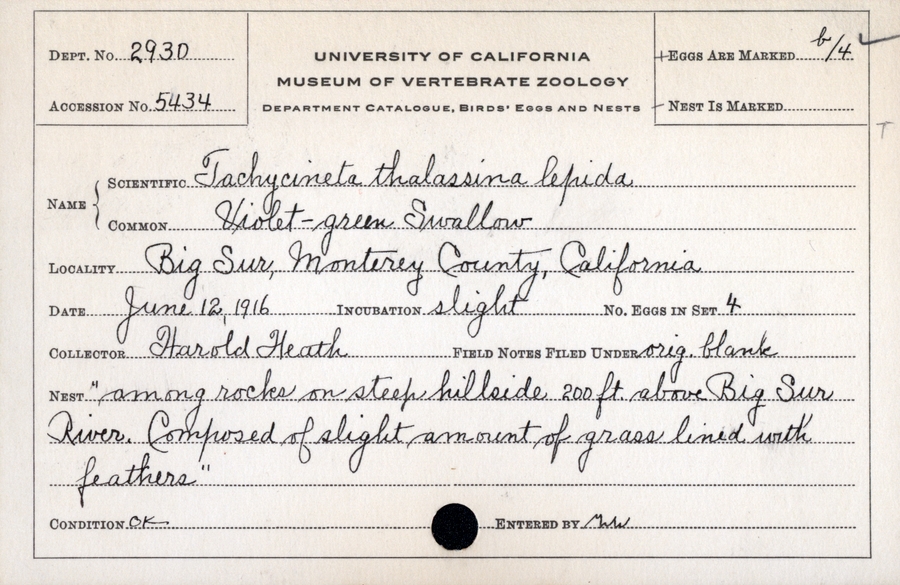 DEPT. No. 2930
ACCESSION No. 5434
UNIVERSITY OF CALIFORNIA
MUSEUM OF VERTEBRATE ZOOLOGY
DEPARTMENT CATALOGUE, BIRDS' EGGS AND NESTS
EGGS ARE MARKED b/4
NEST IS MARKED
T
NAME
SCIENTIFIC Tachycineta thalassina lepida
COMMON Violet-green Swallow
LOCALITY Big Sur, Monterey County, California
DATE June 12, 1916 INCUBATION slight NO. EGGS IN SET 4
COLLECTOR Harold Heath FIELD NOTES FILED UNDER orig. blank
NEST "among rocks on steep hillside 200 ft. above Big Sur
River. Composed of slight amount of grass lined with
feathers"
CONDITION OK ENTERED BY